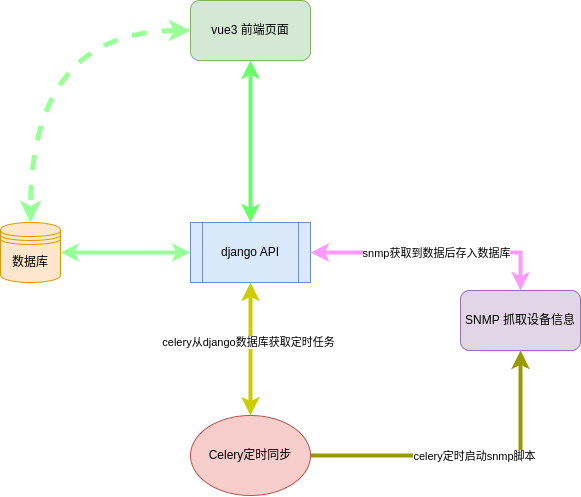 vue3 前端页面
数据库
django API
snmp获取到数据后存入数据库
SNMP 抓取设备信息
celery从django数据库获取定时任务
Celery定时同步
celery定时启动snmp脚本